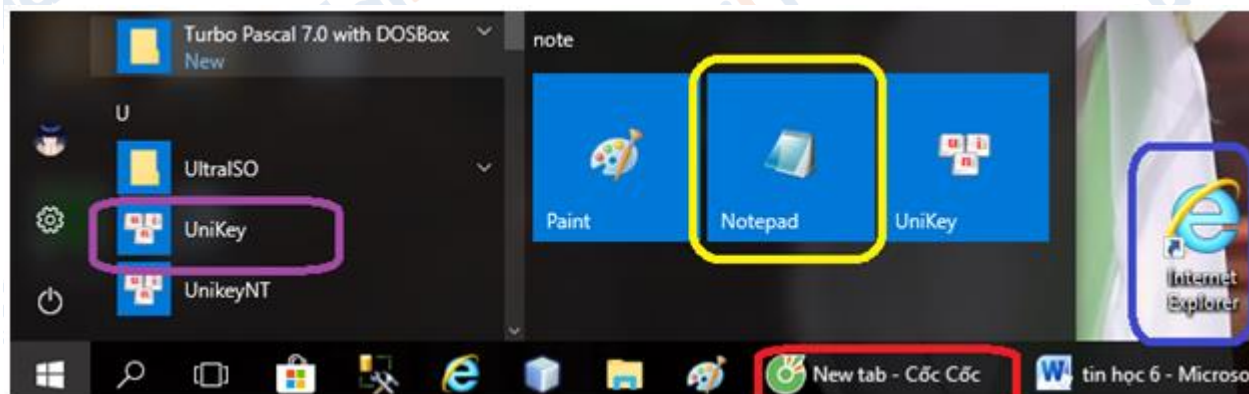 Turbo Pascal 7.0 with DOSBox
New
U
UltraISO
UniKey
UnikeyNT
note
Paint
Notepad
UniKey
Internet
Explorer
New tab - Cốc Cốc
tin học 6 - Microso